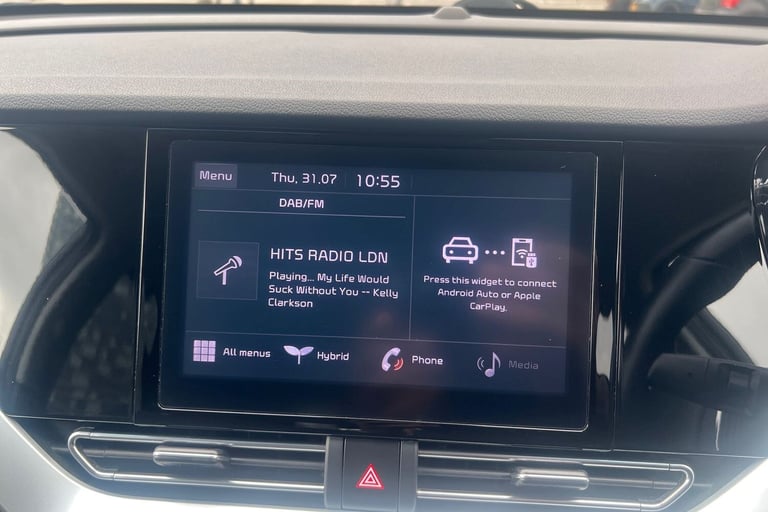 Menu
Thu, 31.07
10:55
DAB/FM
HITS RADIO LDN
Playing... My Life Would
Suck Without You -- Kelly
Clarkson
Press this widget to connect
Android Auto or Apple
CarPlay.
All menus
Hybrid
Phone
Media